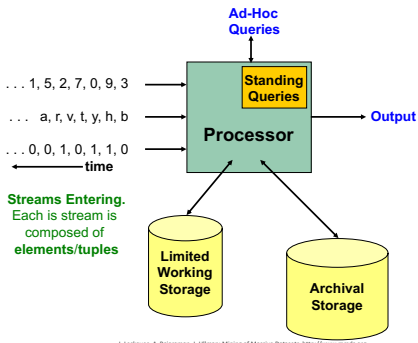 Ad-Hoc
Queries
. . . 1, 5, 2, 7, 0, 9, 3
Standing
Queries
. . . a, r, v, t, y, h, b
Output
Processor
. . . 0, 0, 1, 0, 1, 1, 0
time
Streams Entering.
Each is stream is
composed of
elements/tuples
Limited
Working
Storage
Archival
Storage